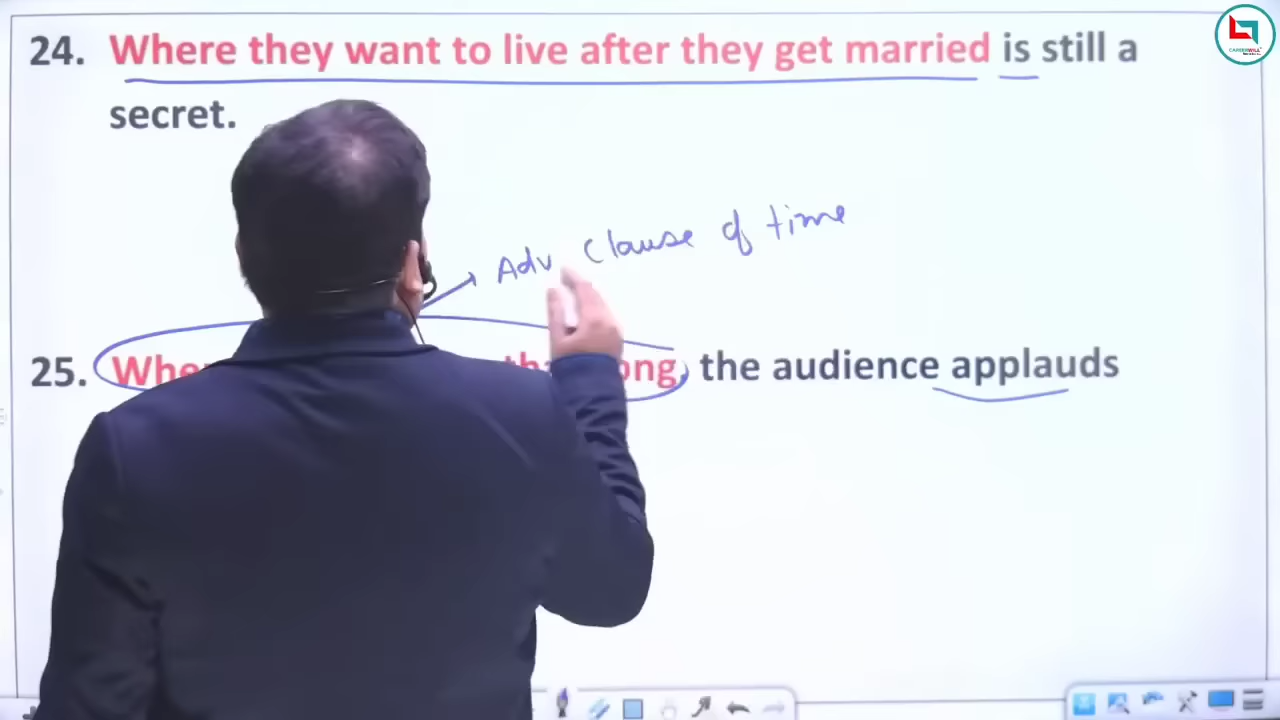 24. Where they want to live after they get married is still a
secret.
Adv Clause of time
25. the audience applauds
CAREERWILL